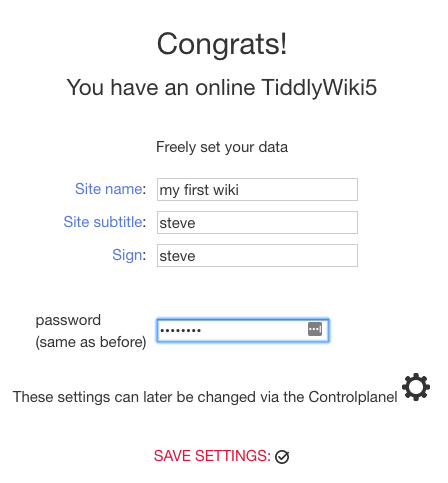 Congrats!
You have an online TiddlyWiki5
Freely set your data
Site name: my first wiki
Site subtitle: steve
Sign: steve
password
(same as before) ••••••••
These settings can later be changed via the Controlpanel
SAVE SETTINGS: